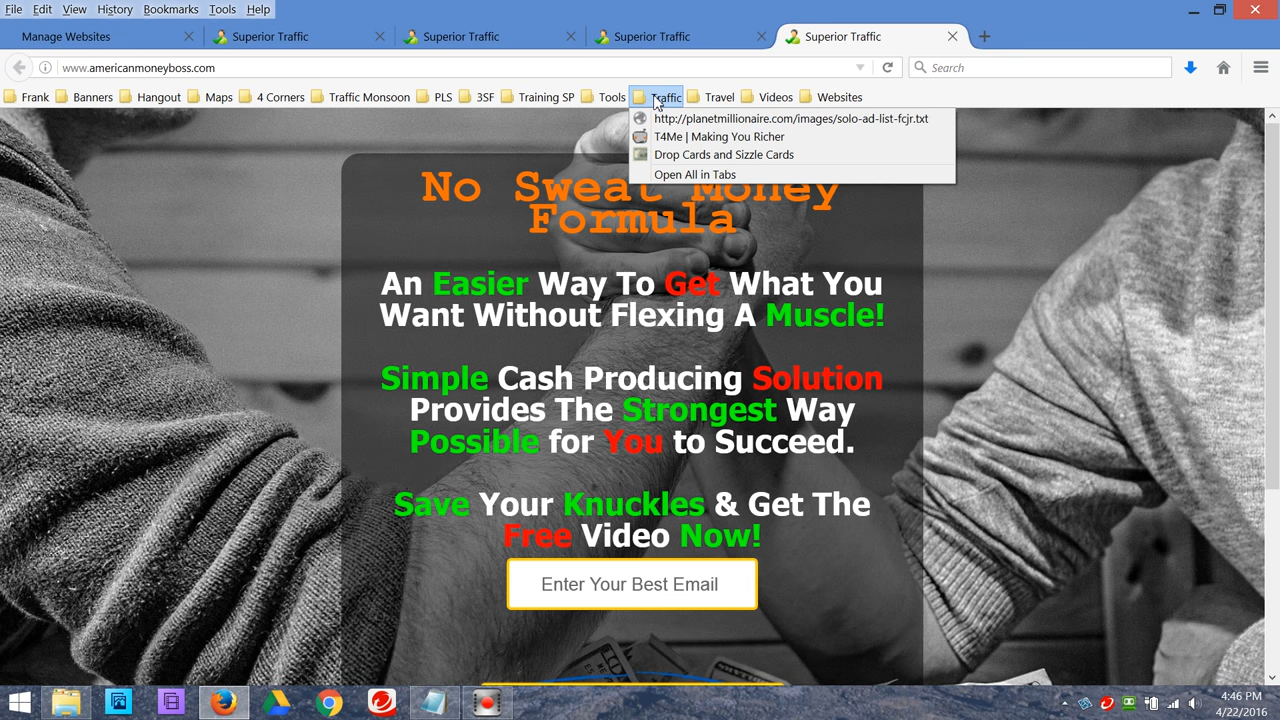 File Edit View History Bookmarks Tools Help
Manage Websites Superior Traffic Superior Traffic Superior Traffic Superior Traffic
www.americanmoneyboss.com Search
Frank Banners Hangout Maps 4 Corners Traffic Monsoon PLS 3SF Training SP Tools Traffic Travel Videos Websites
http://planetmillionaire.com/images/solo-ad-list-fcjr.txt
T4Me | Making You Richer
Drop Cards and Sizzle Cards
Open All in Tabs
No Sweat Money
Formula
An Easier Way To Get What You
Want Without Flexing A Muscle!
Simple Cash Producing Solution
Provides The Strongest Way
Possible for You to Succeed.
Save Your Knuckles & Get The
Free Video Now!
Enter Your Best Email
4:46 PM
4/22/2016